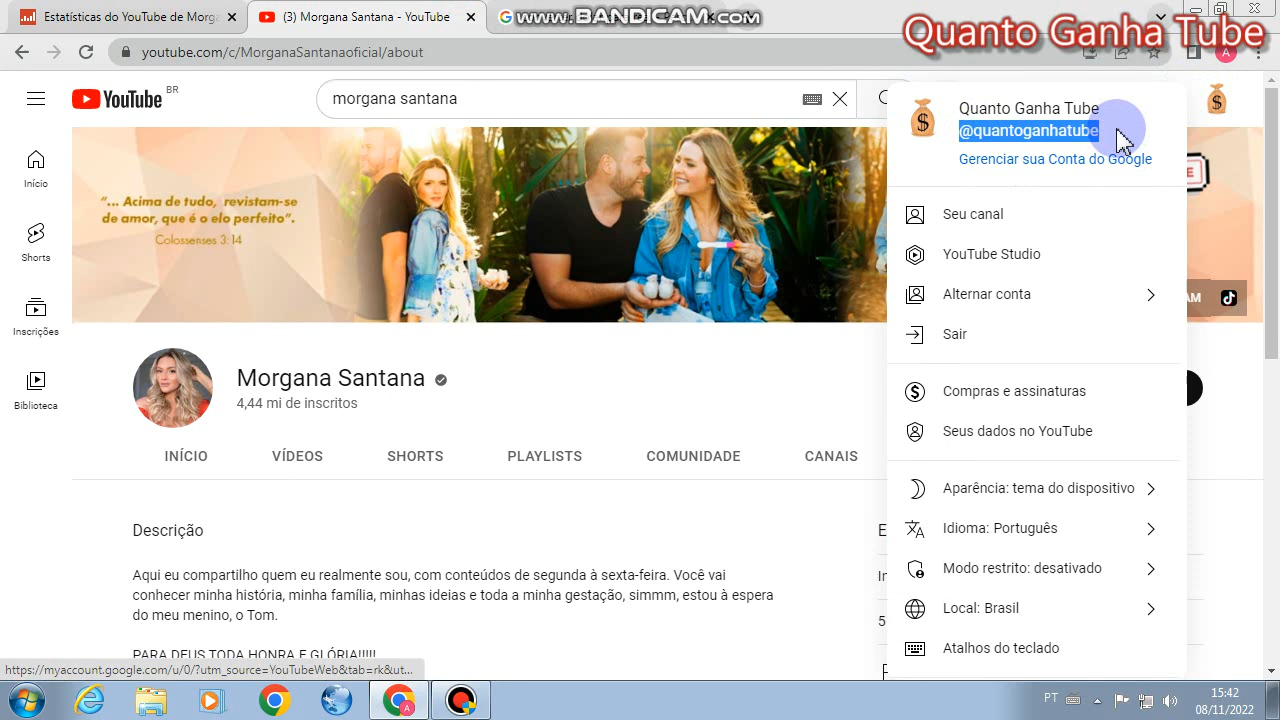 Estatísticas do YouTube de Morga
(3) Morgana Santana - YouTube
www.BANDICAM.com
Quanto Ganha Tube
youtube.com/c/MorganaSantanaoficial/about
A
YouTube
BR
morgana santana
Quanto Ganha Tube
@quantoganhatube
Gerenciar sua Conta do Google
Início
Shorts
Inscrições
Biblioteca
"... Acima de tudo, revistam-se
de amor, que é o elo perfeito".
Colossenses 3:14
AM
Seu canal
YouTube Studio
Alternar conta
Sair
Compras e assinaturas
Seus dados no YouTube
Aparência: tema do dispositivo
Idioma: Português
Modo restrito: desativado
Local: Brasil
Atalhos do teclado
Morgana Santana
4,44 mi de inscritos
INÍCIO
VÍDEOS
SHORTS
PLAYLISTS
COMUNIDADE
CANAIS
Descrição
Aqui eu compartilho quem eu realmente sou, com conteúdos de segunda à sexta-feira. Você vai
conhecer minha história, minha família, minhas ideias e toda a minha gestação, simmm, estou à espera
do meu menino, o Tom.
PARA DEUS TODA HONRA E GLÓRIA!!!!!
https://myaccount.google.com/u/0/?utm_source=YouTubeWeb&tab=rk&ut...
PT
15:42
08/11/2022